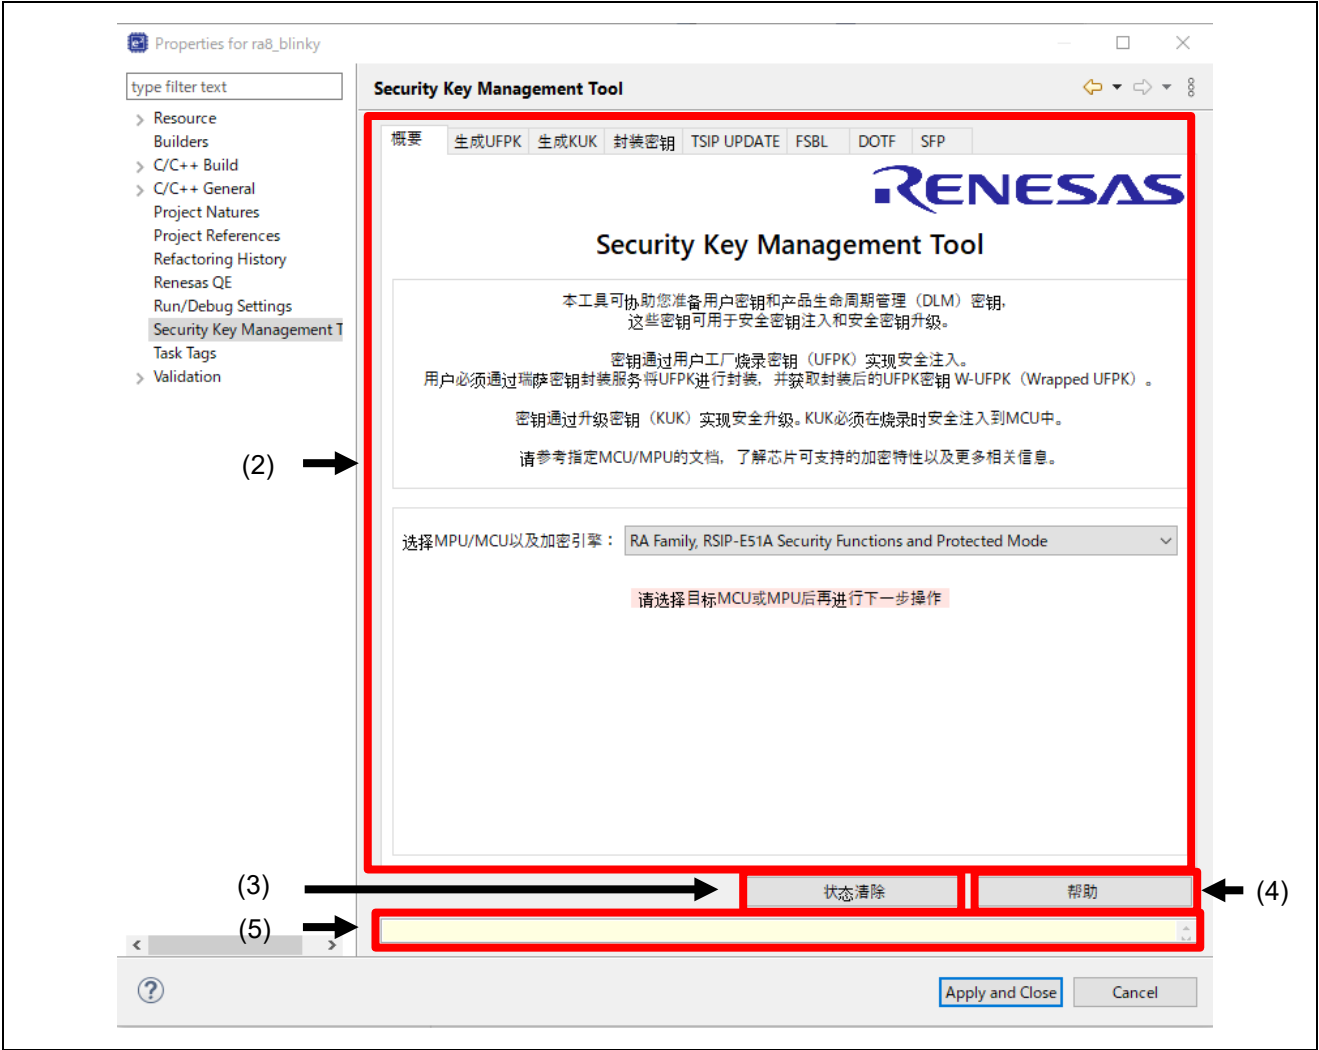 Properties for ra8_blinky
type filter text
Resource
Builders
C/C++ Build
C/C++ General
Project Natures
Project References
Refactoring History
Renesas QE
Run/Debug Settings
Security Key Management T
Task Tags
Validation
Security Key Management Tool
概要 生成UFPK 生成KUK 封装密钥 TSIP UPDATE FSBL DOTF SFP
RENESAS
Security Key Management Tool
本工具可协助您准备用户密钥和产品生命周期管理（DLM）密钥，
这些密钥可用于安全密钥注入和安全密钥升级。
密钥通过用户工厂烧录密钥（UFPK）实现安全注入。
用户必须通过瑞萨密钥封装服务将UFPK进行封装，并获取封装后的UFPK密钥 W-UFPK（Wrapped UFPK）。
密钥通过升级密钥（KUK）实现安全升级。KUK必须在烧录时安全注入到MCU中。
请参考指定MCU/MPU的文档，了解芯片可支持的加密特性以及更多相关信息。
(2)
选择MPU/MCU以及加密引擎： RA Family, RSIP-E51A Security Functions and Protected Mode
请选择目标MCU或MPU后再进行下一步操作
(3) 状态清除 帮助 (4)
(5)
Apply and Close Cancel